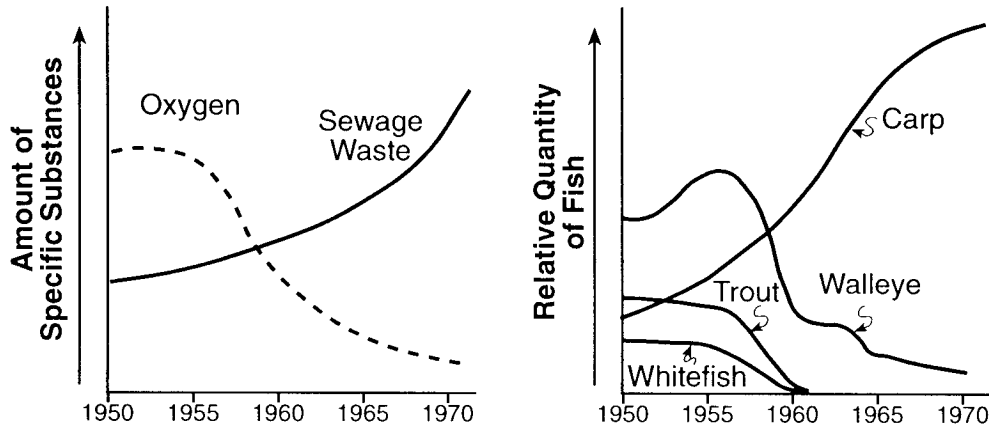 Amount of
Specific Substances
Oxygen
Sewage
Waste
1950 1955 1960 1965 1970
Relative Quantity
of Fish
Carp
Trout
Walleye
Whitefish
1950 1955 1960 1965 1970